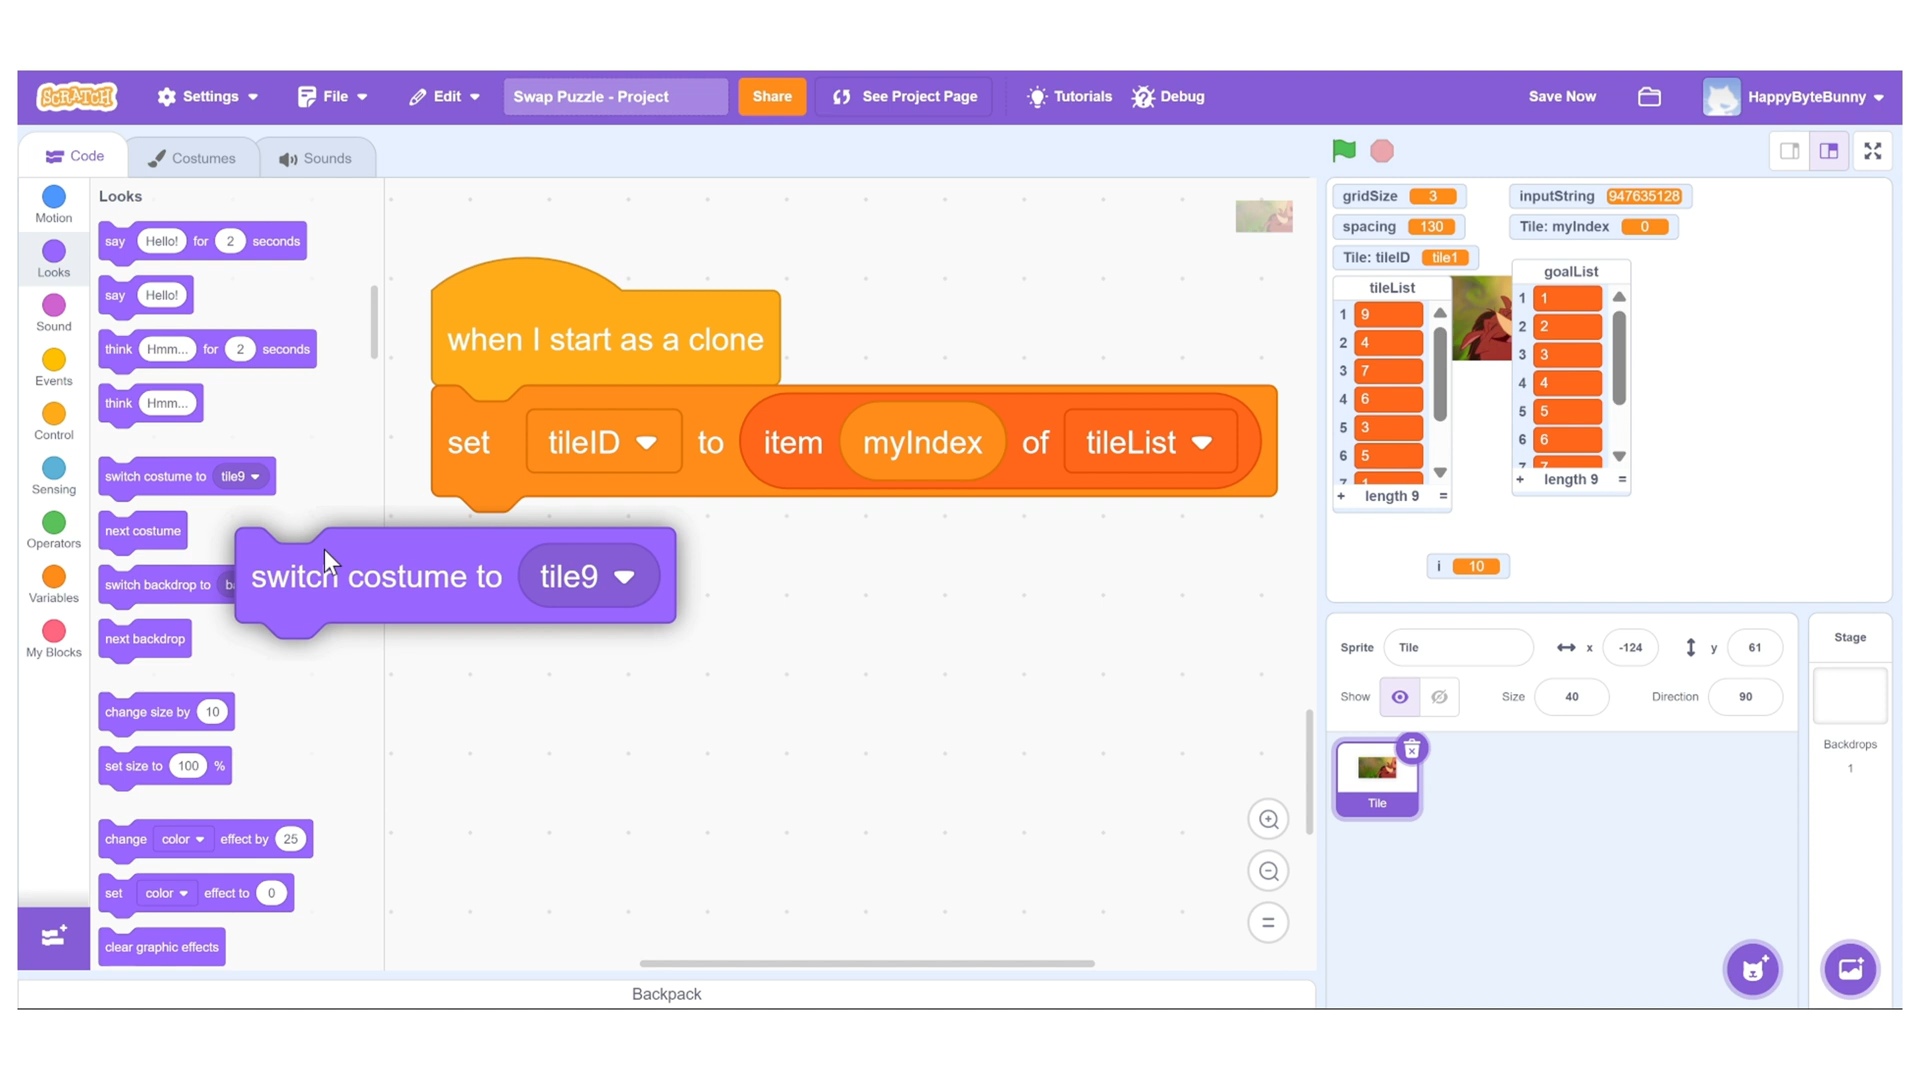 SCRATCH Settings File Edit Swap Puzzle - Project Share See Project Page Tutorials Debug Save Now HappyByteBunny
Code Costumes Sounds
Motion
Looks
Sound
Events
Control
Sensing
Operators
Variables
My Blocks
Looks
say Hello! for 2 seconds
say Hello!
think Hmm... for 2 seconds
think Hmm...
switch costume to tile9
next costume
switch backdrop to
next backdrop
change size by 10
set size to 100 %
change color effect by 25
set color effect to 0
clear graphic effects
when I start as a clone
set tileID to item myIndex of tileList
switch costume to tile9
Backpack
gridSize 3
spacing 130
Tile: tileID tile1
inputString 947635128
Tile: myIndex 0
tileList
1 9
2 4
3 7
4 6
5 3
6 5
7 1
+ length 9 =
goalList
1 1
2 2
3 3
4 4
5 5
6 6
7 7
+ length 9 =
i 10
Sprite Tile x -124 y 61
Show Size 40 Direction 90
Tile
Stage
Backdrops
1